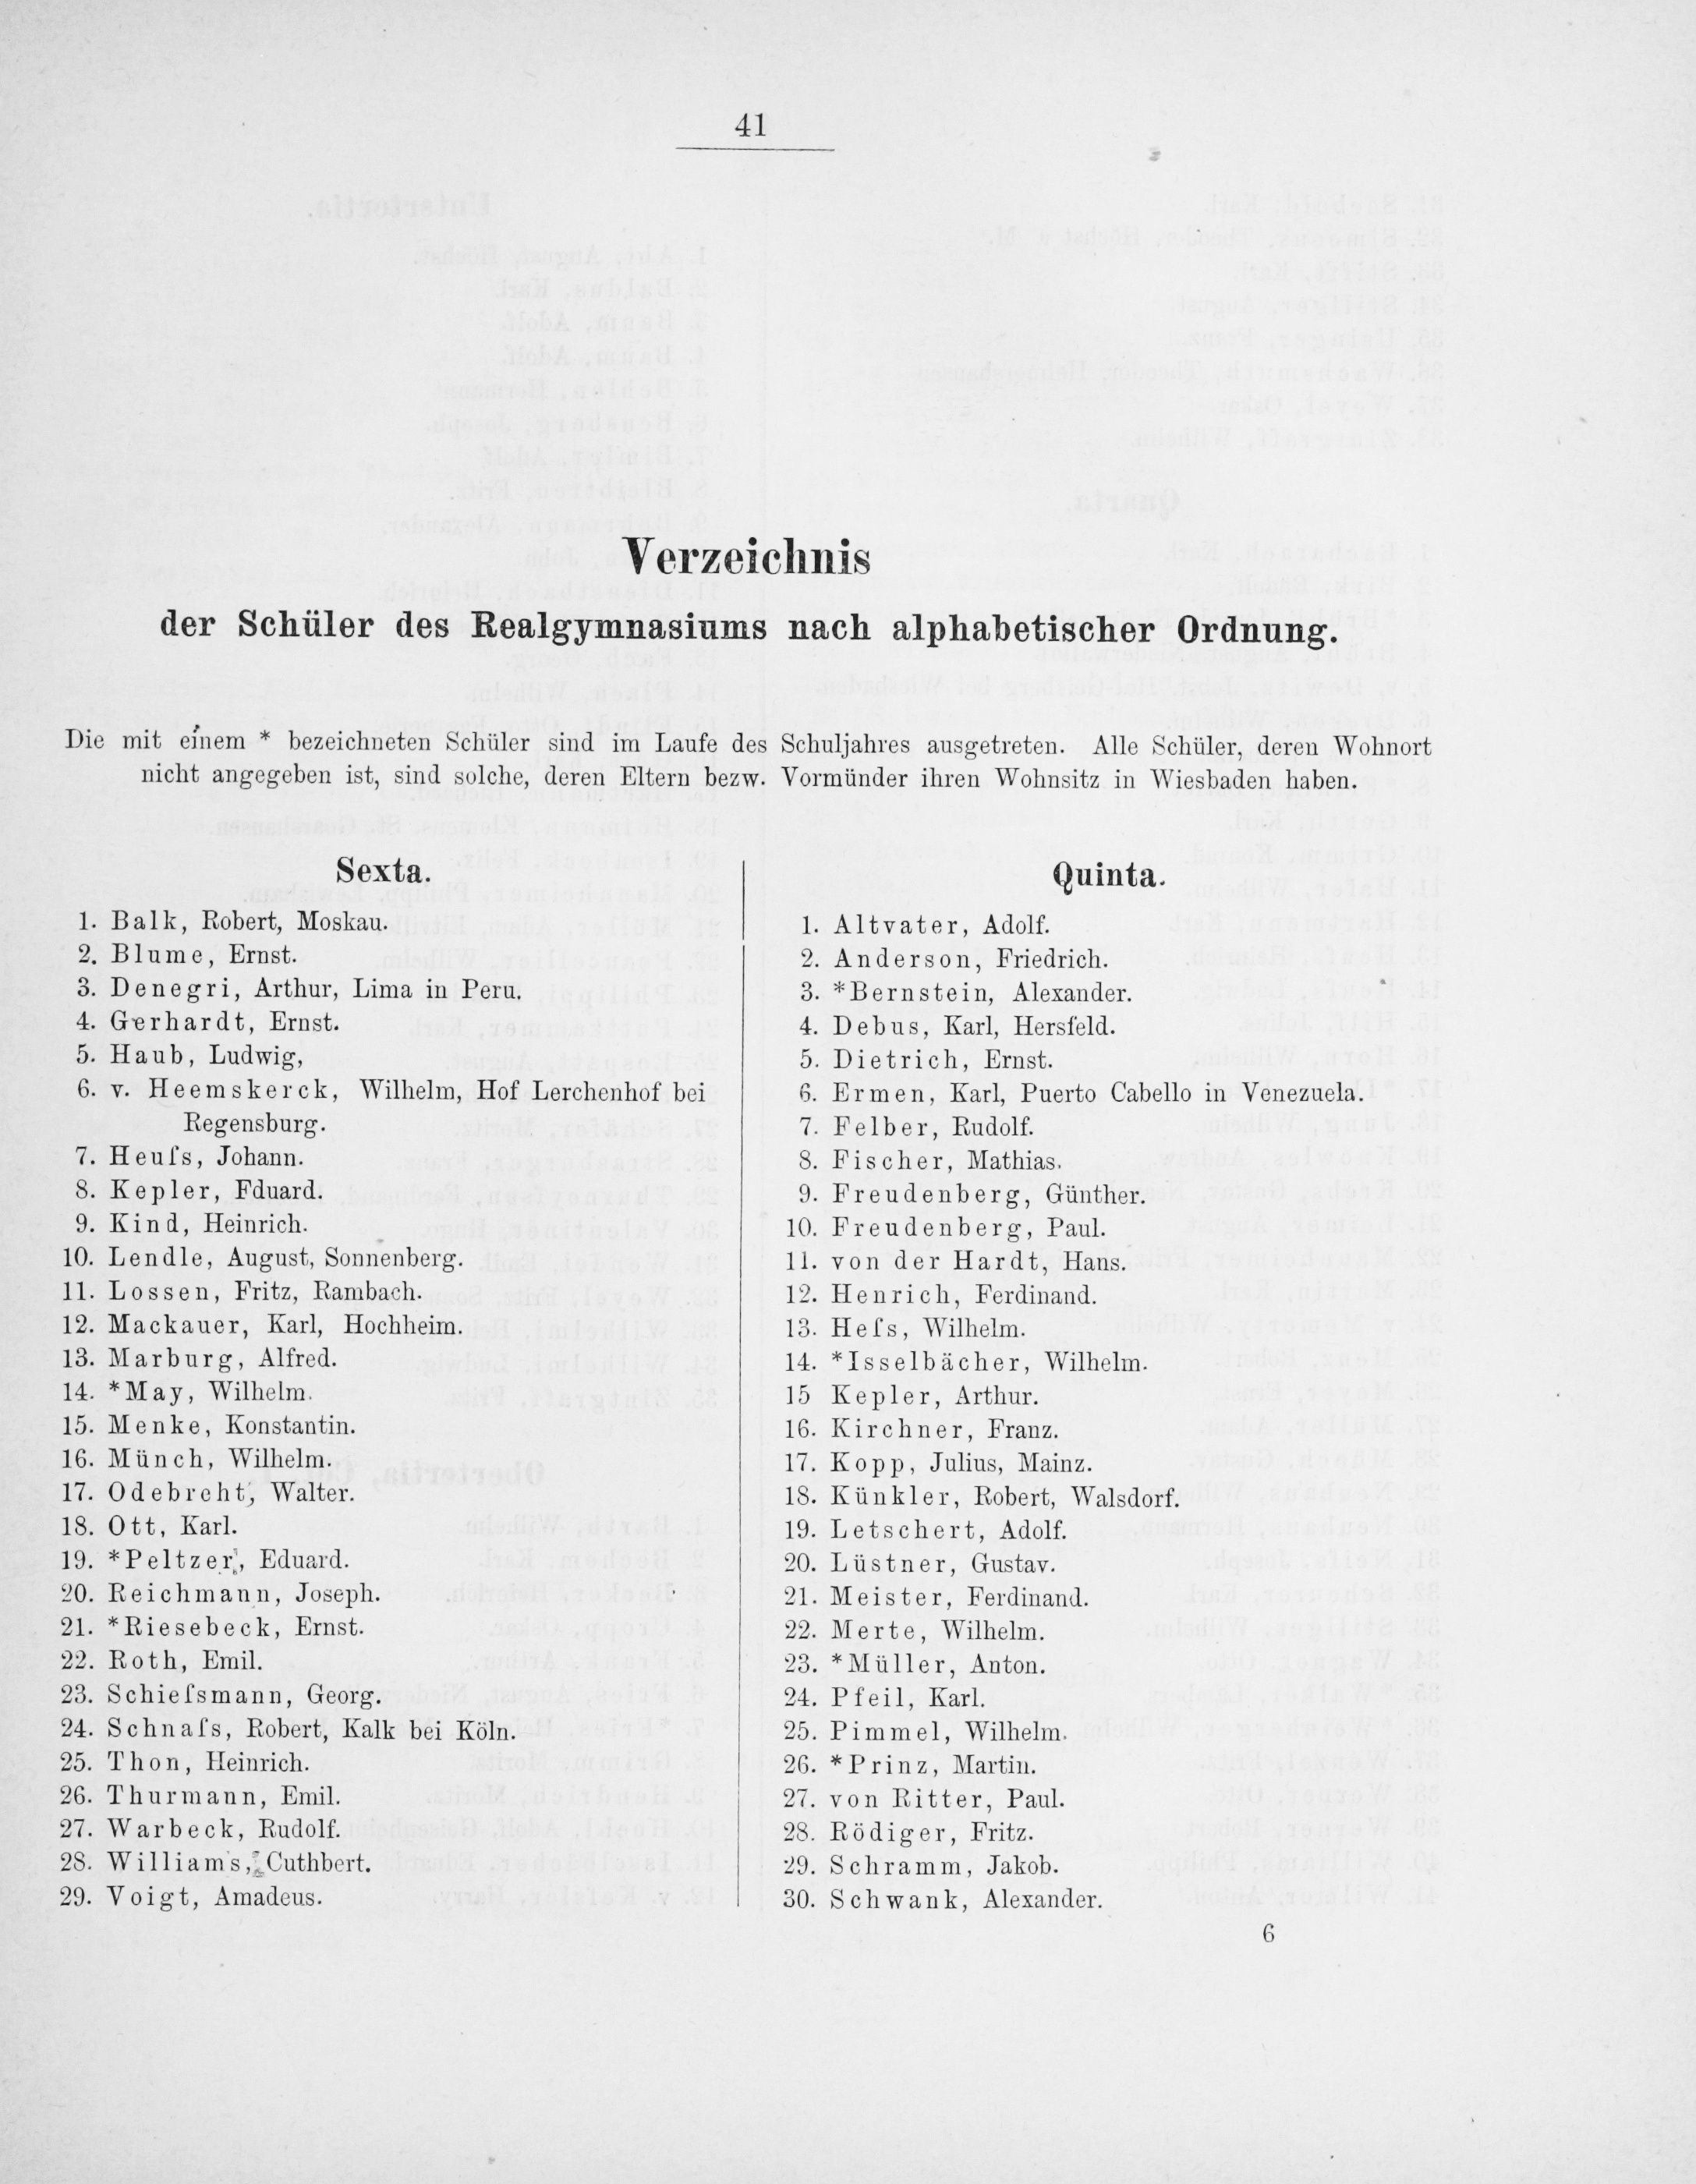 41
Verzeichnis
der Schüler des Realgymnasiums nach alphabetischer Ordnung.
Die mit einem * bezeichneten Schüler sind im Laufe des Schuljahres ausgetreten. Alle Schüler, deren Wohnort
nicht angegeben ist, sind solche, deren Eltern bezw. Vormünder ihren Wohnsitz in Wiesbaden haben.
Sexta.
1. Balk, Robert, Moskau.
2. Blume, Ernst.
3. Denegri, Arthur, Lima in Peru.
4. Gerhardt, Ernst.
5. Haub, Ludwig,
6. v. Heemskerck, Wilhelm, Hof Lerchenhof bei
Regensburg.
7. Heuſs, Johann.
8. Kepler, Fduard.
9. Kind, Heinrich.
10. Lendle, August, Sonnenberg.
11. Lossen, Fritz, Rambach.
12. Mackauer, Karl, Hochheim.
13. Marburg, Alfred.
14. *May, Wilhelm.
15. Menke, Konstantin.
16. Münch, Wilhelm.
17. Odebreht, Walter.
18. Ott, Karl.
19. *Peltzer, Eduard.
20. Reichmann, Joseph.
21. *Riesebeck, Ernst.
22. Roth, Emil.
23. Schieſsmann, Georg.
24. Schnaſs, Robert, Kalk bei Köln.
25. Thon, Heinrich.
26. Thurmann, Emil.
27. Warbeck, Rudolf.
28. Williams, Cuthbert.
29. Voigt, Amadeus.
Quinta.
1. Altvater, Adolf.
2. Anderson, Friedrich.
3. *Bernstein, Alexander.
4. Debus, Karl, Hersfeld.
5. Dietrich, Ernst.
6. Ermen, Karl, Puerto Cabello in Venezuela.
7. Felber, Rudolf.
8. Fischer, Mathias.
9. Freudenberg, Günther.
10. Freudenberg, Paul.
11. von der Hardt, Hans.
12. Henrich, Ferdinand.
13. Heſs, Wilhelm.
14. *Isselbächer, Wilhelm.
15 Kepler, Arthur.
16. Kirchner, Franz.
17. Kopp, Julius, Mainz.
18. Künkler, Robert, Walsdorf.
19. Letschert, Adolf.
20. Lüstner, Gustav.
21. Meister, Ferdinand.
22. Merte, Wilhelm.
23. *Müller, Anton.
24. Pfeil, Karl.
25. Pimmel, Wilhelm.
26. *Prinz, Martin.
27. von Ritter, Paul.
28. Rödiger, Fritz.
29. Schramm, Jakob.
30. Schwank, Alexander.
6